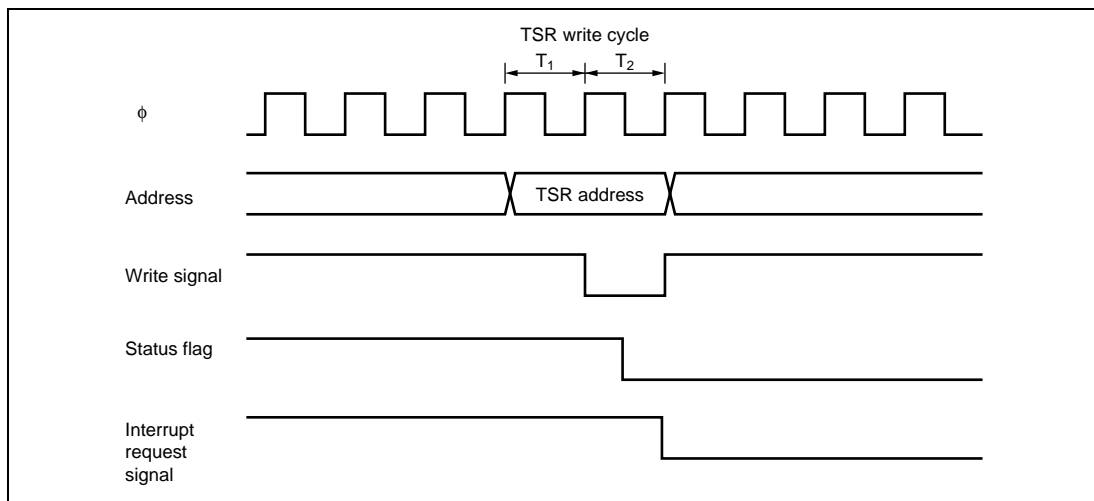 TSR write cycle
T₁ T₂
ϕ
Address
TSR address
Write signal
Status flag
Interrupt
request
signal